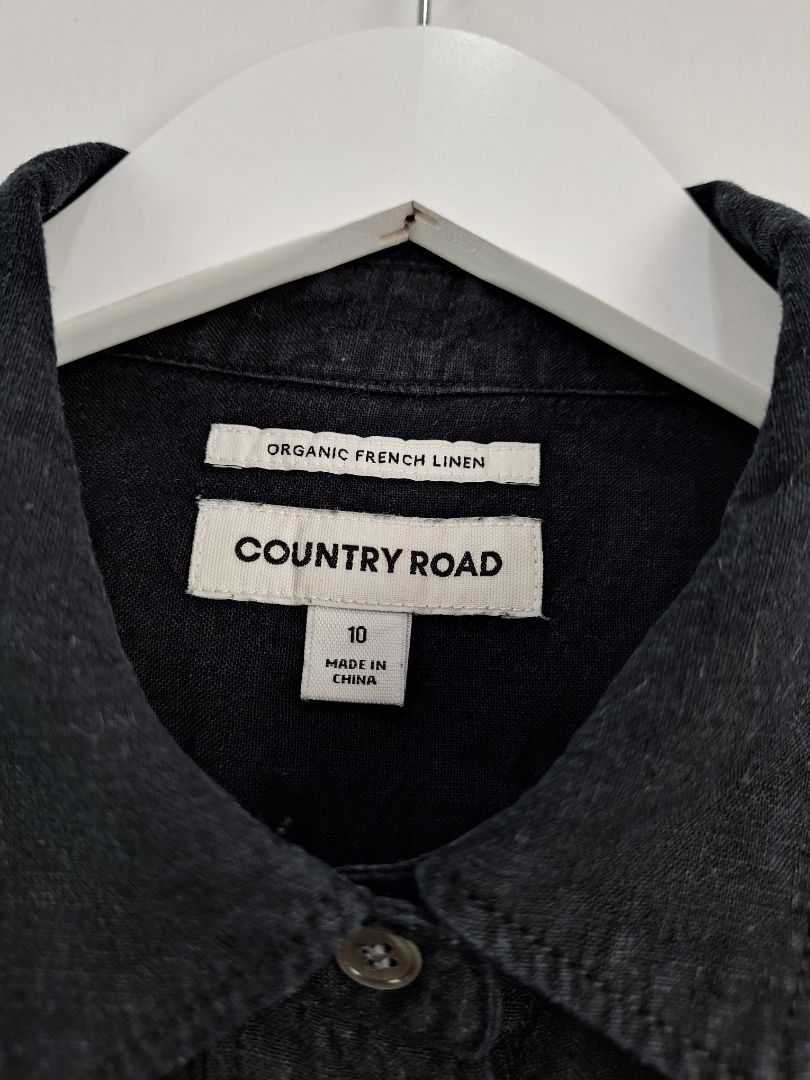 ORGANIC FRENCH LINEN
COUNTRY ROAD
10
MADE IN
CHINA